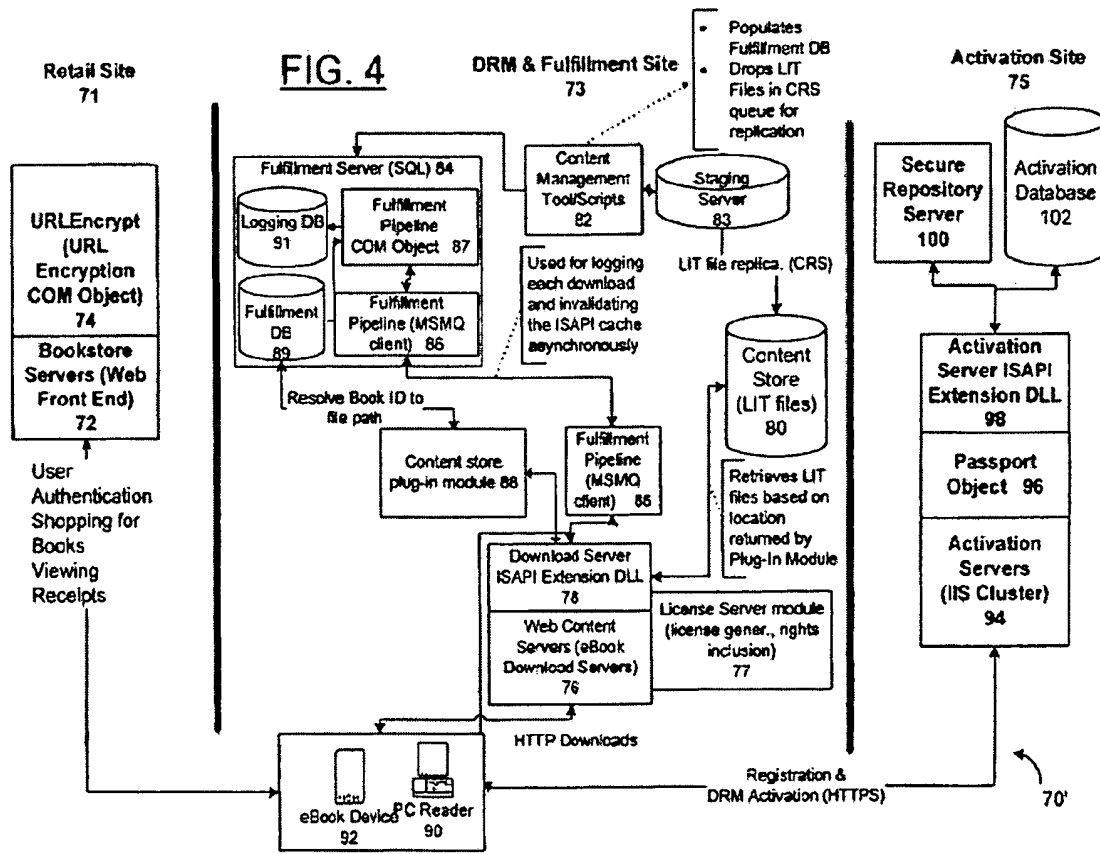 FIG. 4
Retail Site
71
DRM & Fulfillment Site
73
Activation Site
75
• Populates
Fulfillment DB
• Drops LIT
Files in CRS
queue for
replication
URLEncrypt
(URL
Encryption
COM Object)
74
Bookstore
Servers (Web
Front End)
72
User
Authentication
Shopping for
Books
Viewing
Receipts
Fulfillment Server (SQL) 84
Logging DB
91
Fulfillment
Pipeline
COM Object 87
Fulfillment
DB
89
Fulfillment
Pipeline (MSMQ
client) 86
Content
Management
Tool/Scripts
82
Staging
Server
83
LIT file replica. (CRS)
Used for logging
each download
and invalidating
the ISAPI cache
asynchronously
Content
Store
(LIT files)
80
Resolve Book ID to
file path
Content store
plug-in module 88
Fulfillment
Pipeline
(MSMQ
client) 85
Retrieves LIT
files based on
location
returned by
Plug-In Module
Download Server
ISAPI Extension DLL
78
Web Content
Servers (eBook
Download Servers)
76
License Server module
(license gener., rights
inclusion)
77
HTTP Downloads
Secure
Repository
Server
100
Activation
Database
102
Activation
Server ISAPI
Extension DLL
98
Passport
Object 96
Activation
Servers
(IIS Cluster)
94
eBook Device
92
PC Reader
90
Registration &
DRM Activation (HTTPS)
70'